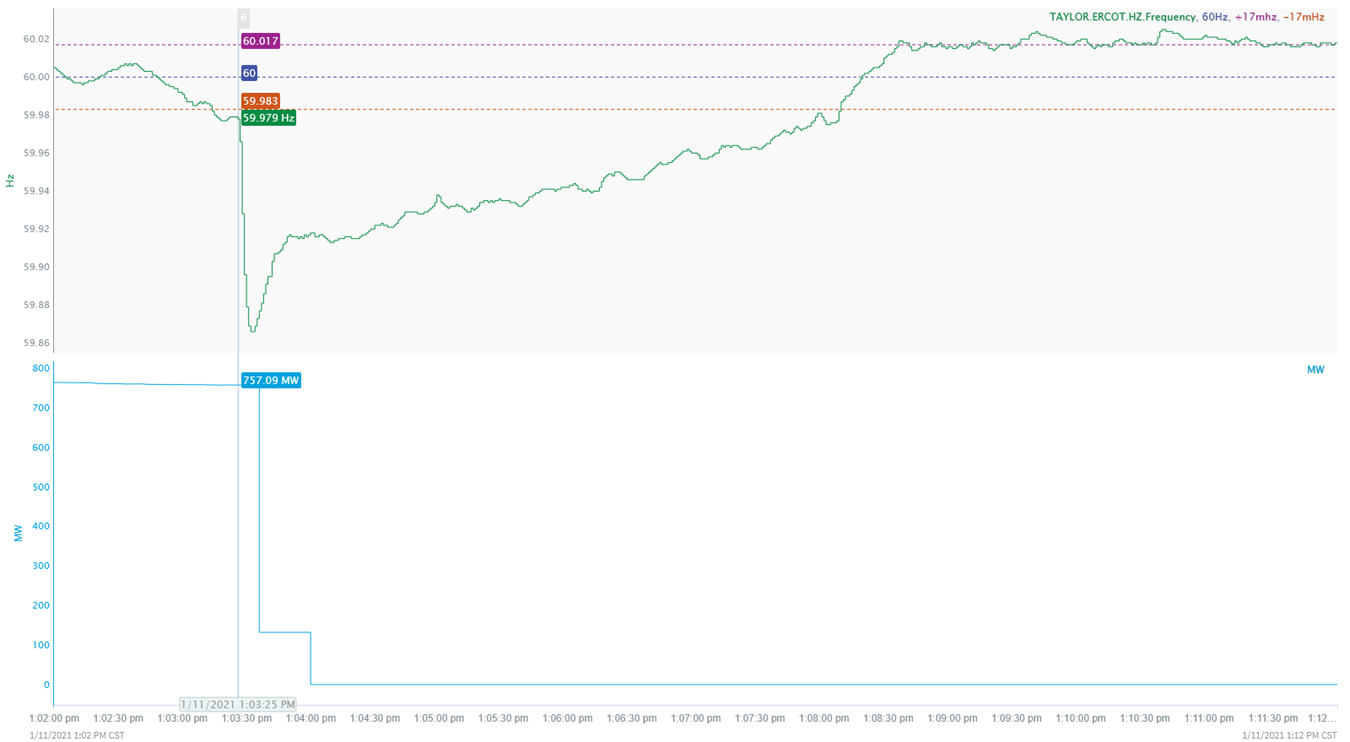 6
TAYLOR.ERCOT.HZ.Frequency, 60Hz, +17mhz, -17mHz
60.02
60.00
59.98
59.96
59.94
59.92
59.90
59.88
59.86
Hz
60.017
60
59.983
59.979 Hz
MW
800
700
600
500
400
300
200
100
0
MW
757.09 MW
1/11/2021 1:03:25 PM
1:02:00 pm 1:02:30 pm 1:03:00 pm 1:03:30 pm 1:04:00 pm 1:04:30 pm 1:05:00 pm 1:05:30 pm 1:06:00 pm 1:06:30 pm 1:07:00 pm 1:07:30 pm 1:08:00 pm 1:08:30 pm 1:09:00 pm 1:09:30 pm 1:10:00 pm 1:10:30 pm 1:11:00 pm 1:11:30 pm 1:12...
1/11/2021 1:02 PM CST 1/11/2021 1:12 PM CST